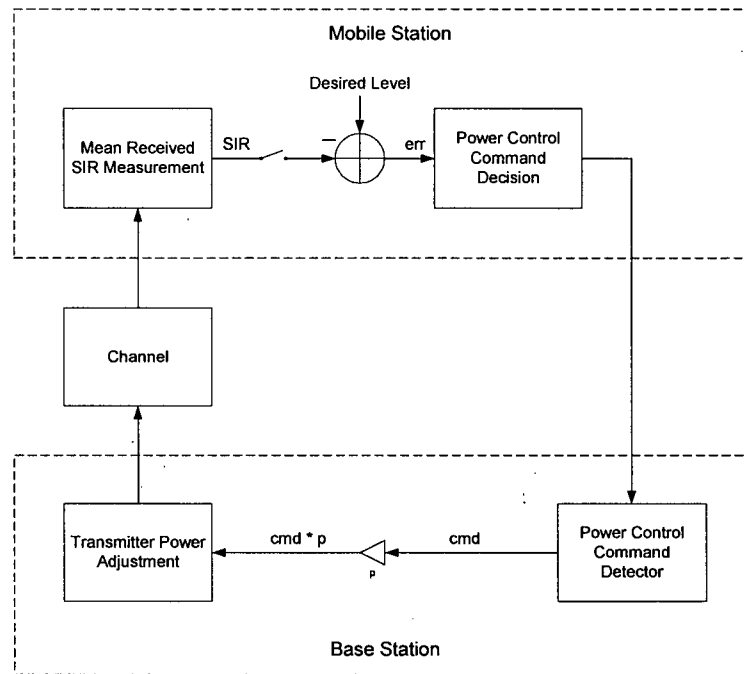 Mobile Station
Desired Level
Mean Received
SIR Measurement
SIR
−
err
Power Control
Command
Decision
Channel
Transmitter Power
Adjustment
cmd * p
p
cmd
Power Control
Command
Detector
Base Station